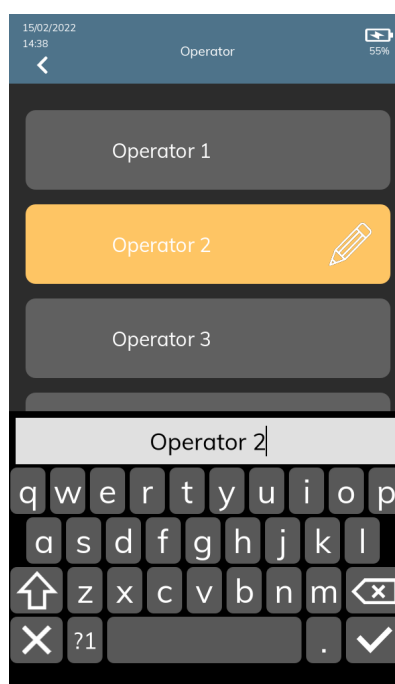 15/02/2022
14:38
Operator
55%
Operator 1
Operator 2
Operator 3
Operator 2
q w e r t y u i o p
a s d f g h j k l
z x c v b n m
?1 .